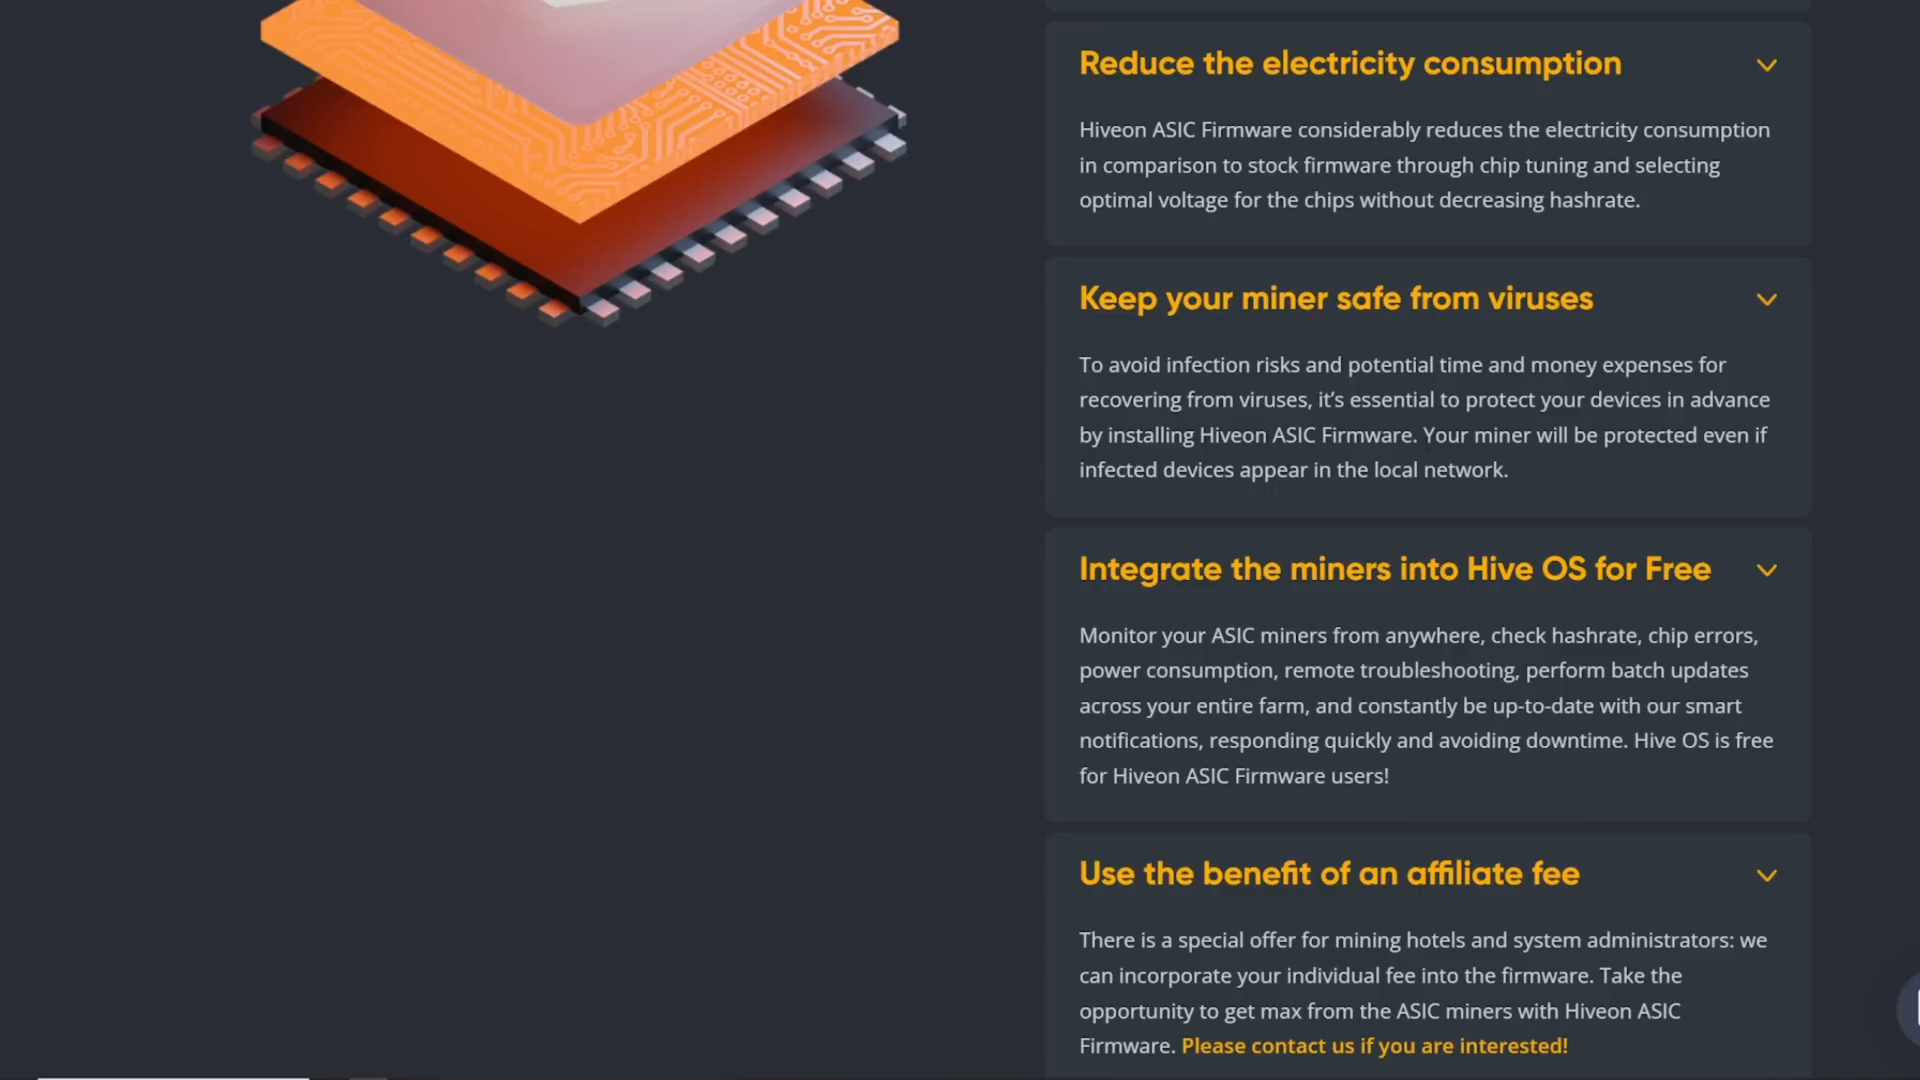 Reduce the electricity consumption
Hiveon ASIC Firmware considerably reduces the electricity consumption
in comparison to stock firmware through chip tuning and selecting
optimal voltage for the chips without decreasing hashrate.
Keep your miner safe from viruses
To avoid infection risks and potential time and money expenses for
recovering from viruses, it’s essential to protect your devices in advance
by installing Hiveon ASIC Firmware. Your miner will be protected even if
infected devices appear in the local network.
Integrate the miners into Hive OS for Free
Monitor your ASIC miners from anywhere, check hashrate, chip errors,
power consumption, remote troubleshooting, perform batch updates
across your entire farm, and constantly be up-to-date with our smart
notifications, responding quickly and avoiding downtime. Hive OS is free
for Hiveon ASIC Firmware users!
Use the benefit of an affiliate fee
There is a special offer for mining hotels and system administrators: we
can incorporate your individual fee into the firmware. Take the
opportunity to get max from the ASIC miners with Hiveon ASIC
Firmware. Please contact us if you are interested!